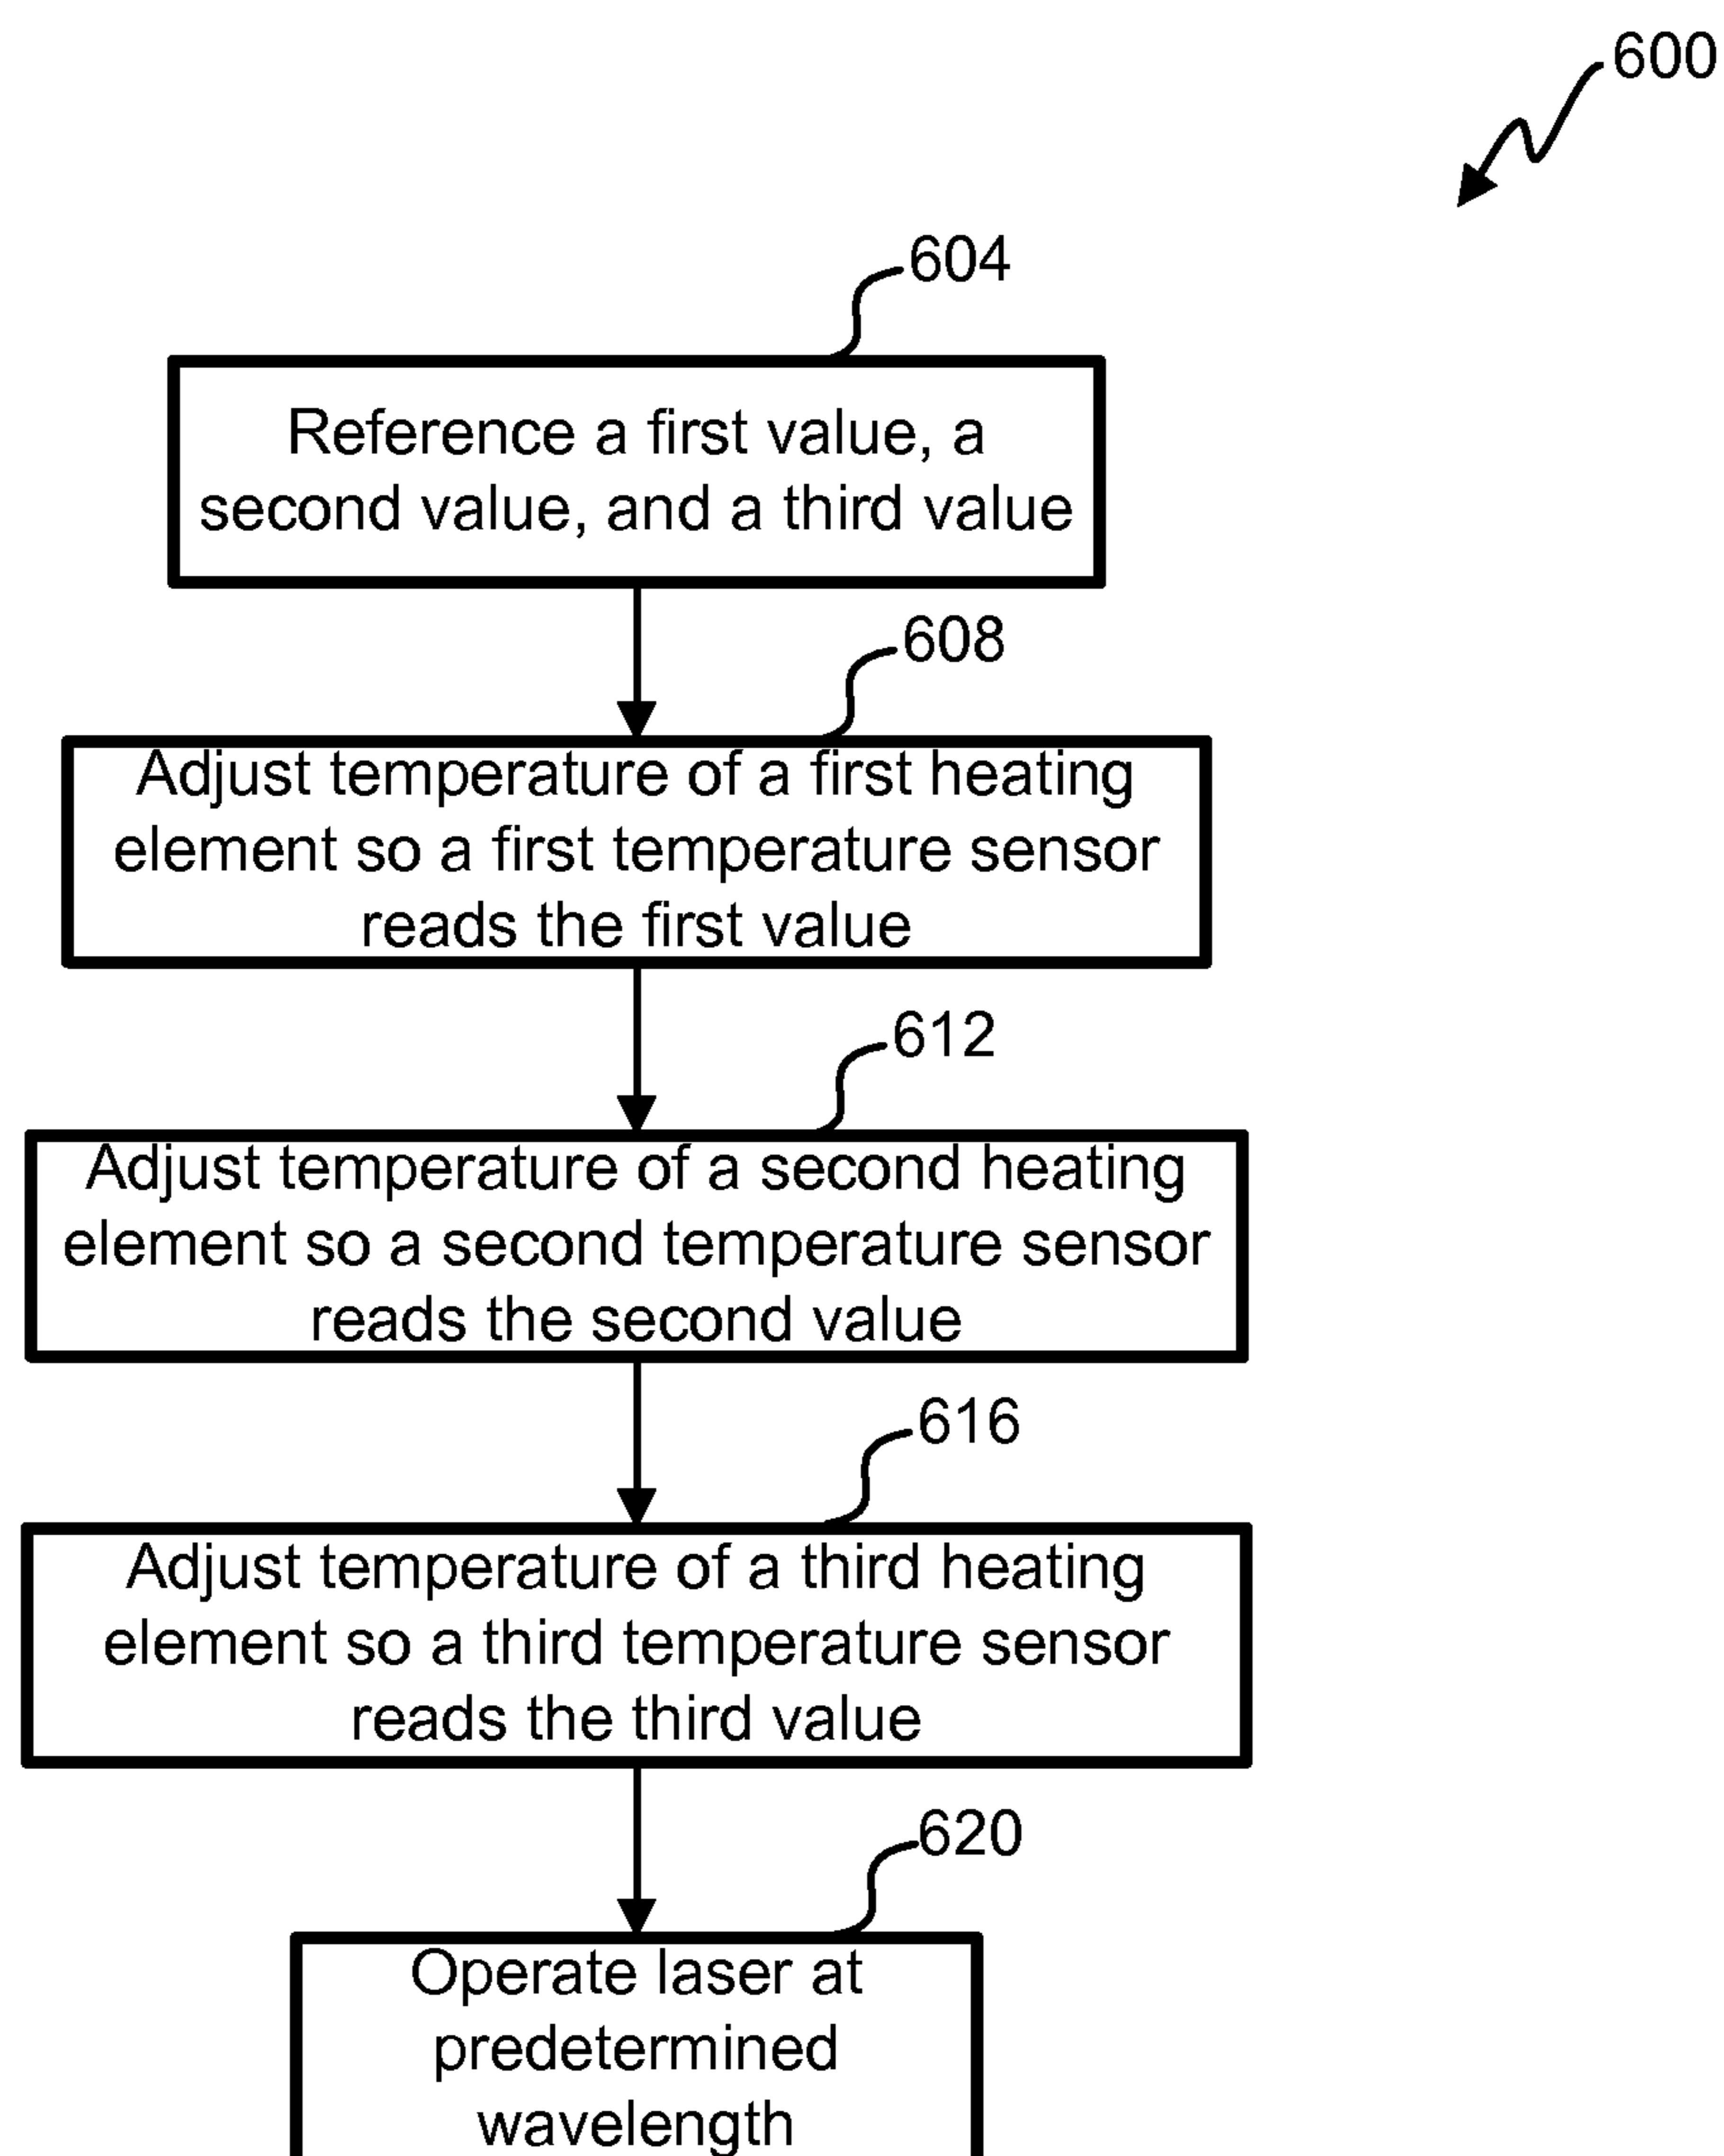 600
604
Reference a first value, a
second value, and a third value
608
Adjust temperature of a first heating
element so a first temperature sensor
reads the first value
612
Adjust temperature of a second heating
element so a second temperature sensor
reads the second value
616
Adjust temperature of a third heating
element so a third temperature sensor
reads the third value
620
Operate laser at
predetermined
wavelength